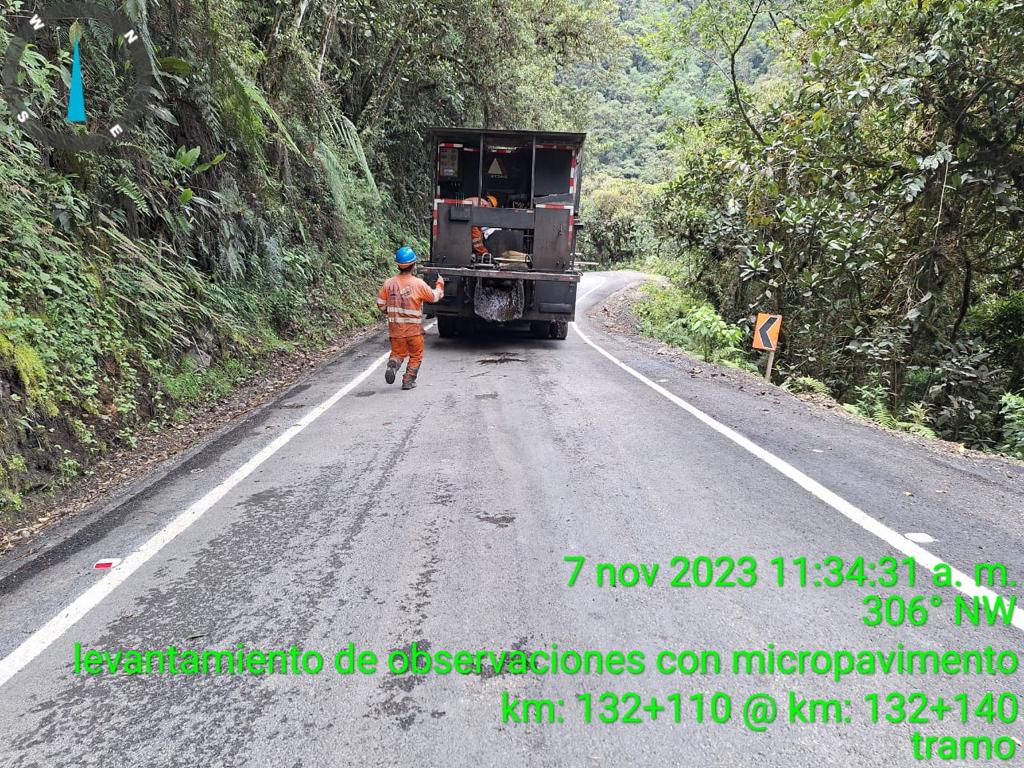 W N
S E
7 nov 2023 11:34:31 a. m.
306° NW
levantamiento de observaciones con micropavimento
km: 132+110 @ km: 132+140
tramo